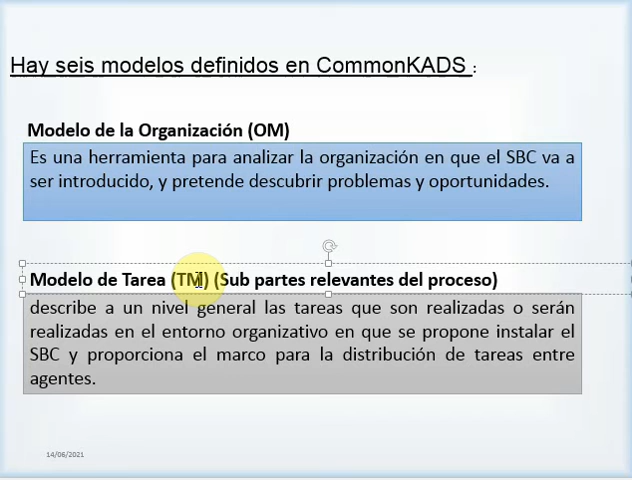 Hay seis modelos definidos en CommonKADS :
Modelo de la Organización (OM)
Es una herramienta para analizar la organización en que el SBC va a
ser introducido, y pretende descubrir problemas y oportunidades.
Modelo de Tarea (TM) (Sub partes relevantes del proceso)
describe a un nivel general las tareas que son realizadas o serán
realizadas en el entorno organizativo en que se propone instalar el
SBC y proporciona el marco para la distribución de tareas entre
agentes.
14/06/2021